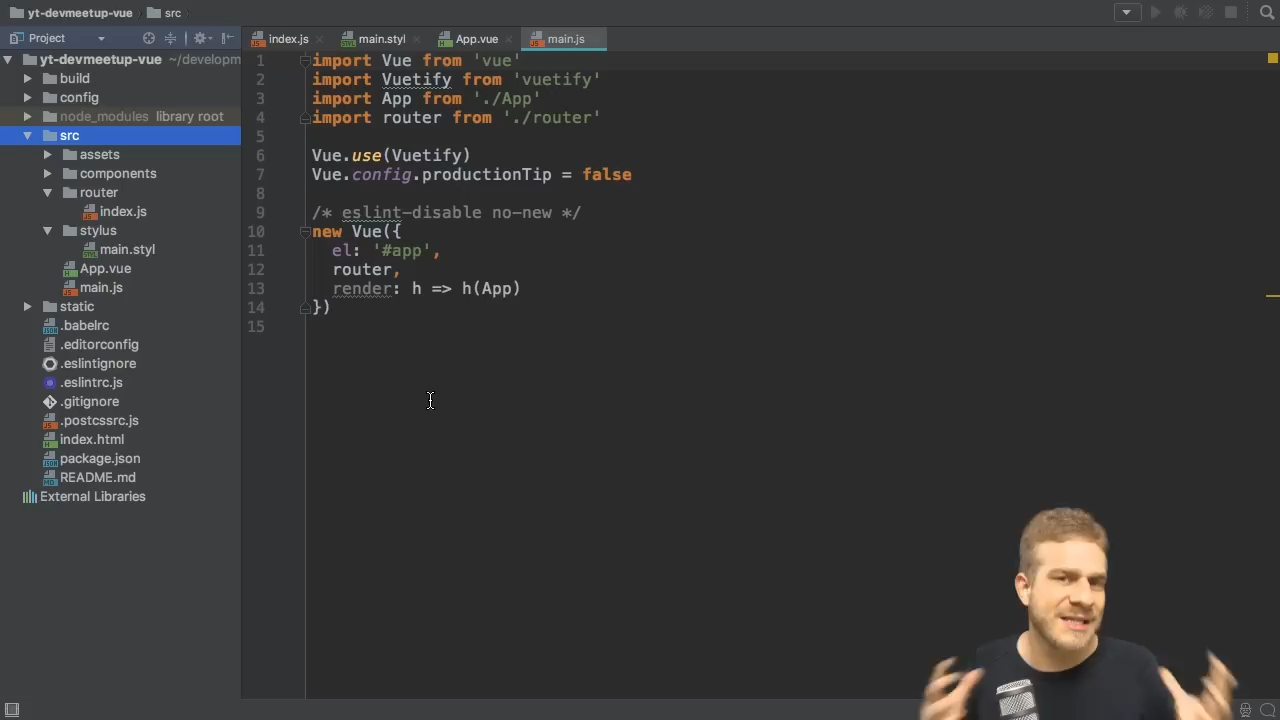 yt-devmeetup-vue src
Project
index.js main.styl App.vue main.js
yt-devmeetup-vue ~/developm
build
config
node_modules library root
src
assets
components
router
index.js
stylus
main.styl
App.vue
main.js
static
.babelrc
.editorconfig
.eslintignore
.eslintrc.js
.gitignore
.postcssrc.js
index.html
package.json
README.md
External Libraries
1 import Vue from 'vue'
2 import Vuetify from 'vuetify'
3 import App from './App'
4 import router from './router'
5
6 Vue.use(Vuetify)
7 Vue.config.productionTip = false
8
9 /* eslint-disable no-new */
10 new Vue({
11 el: '#app',
12 router,
13 render: h => h(App)
14 })
15